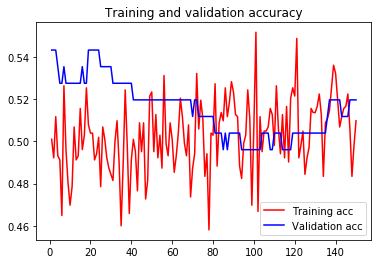 Training and validation accuracy
0.54
0.52
0.50
0.48
0.46
0 20 40 60 80 100 120 140
Training acc
Validation acc